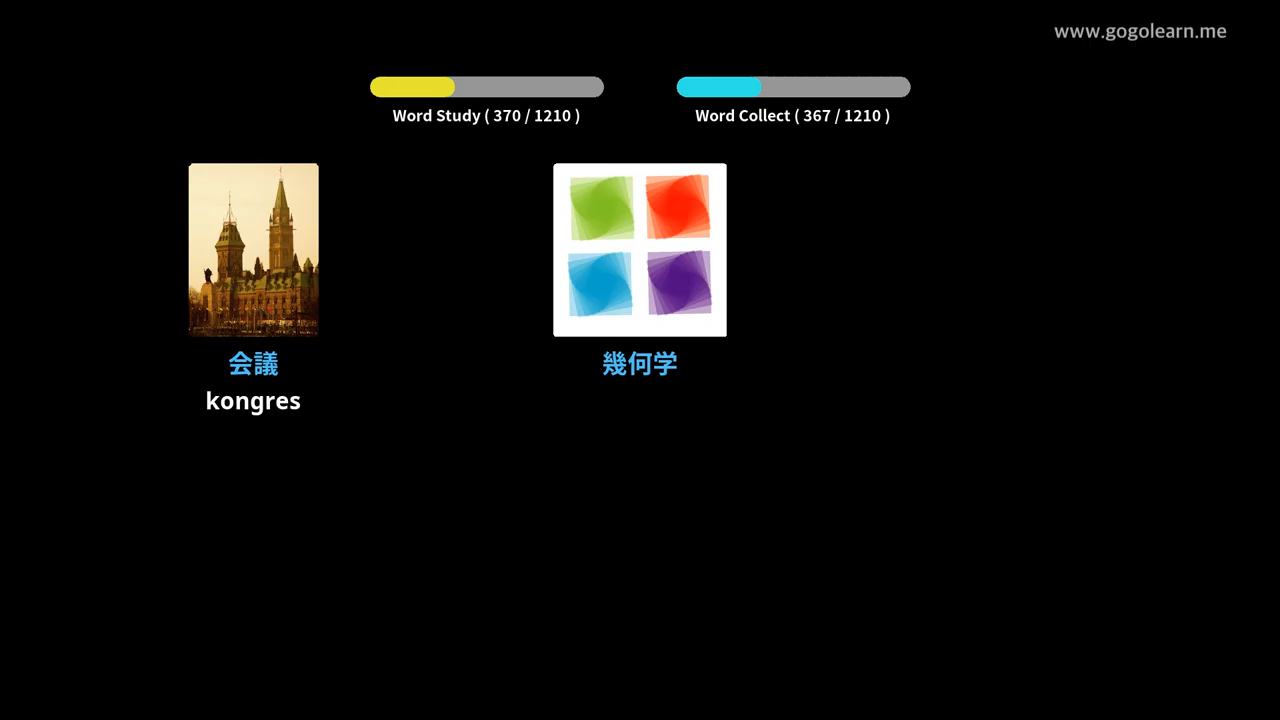 www.gogolearn.me
Word Study ( 370 / 1210 )
Word Collect ( 367 / 1210 )
会議
kongres
幾何学